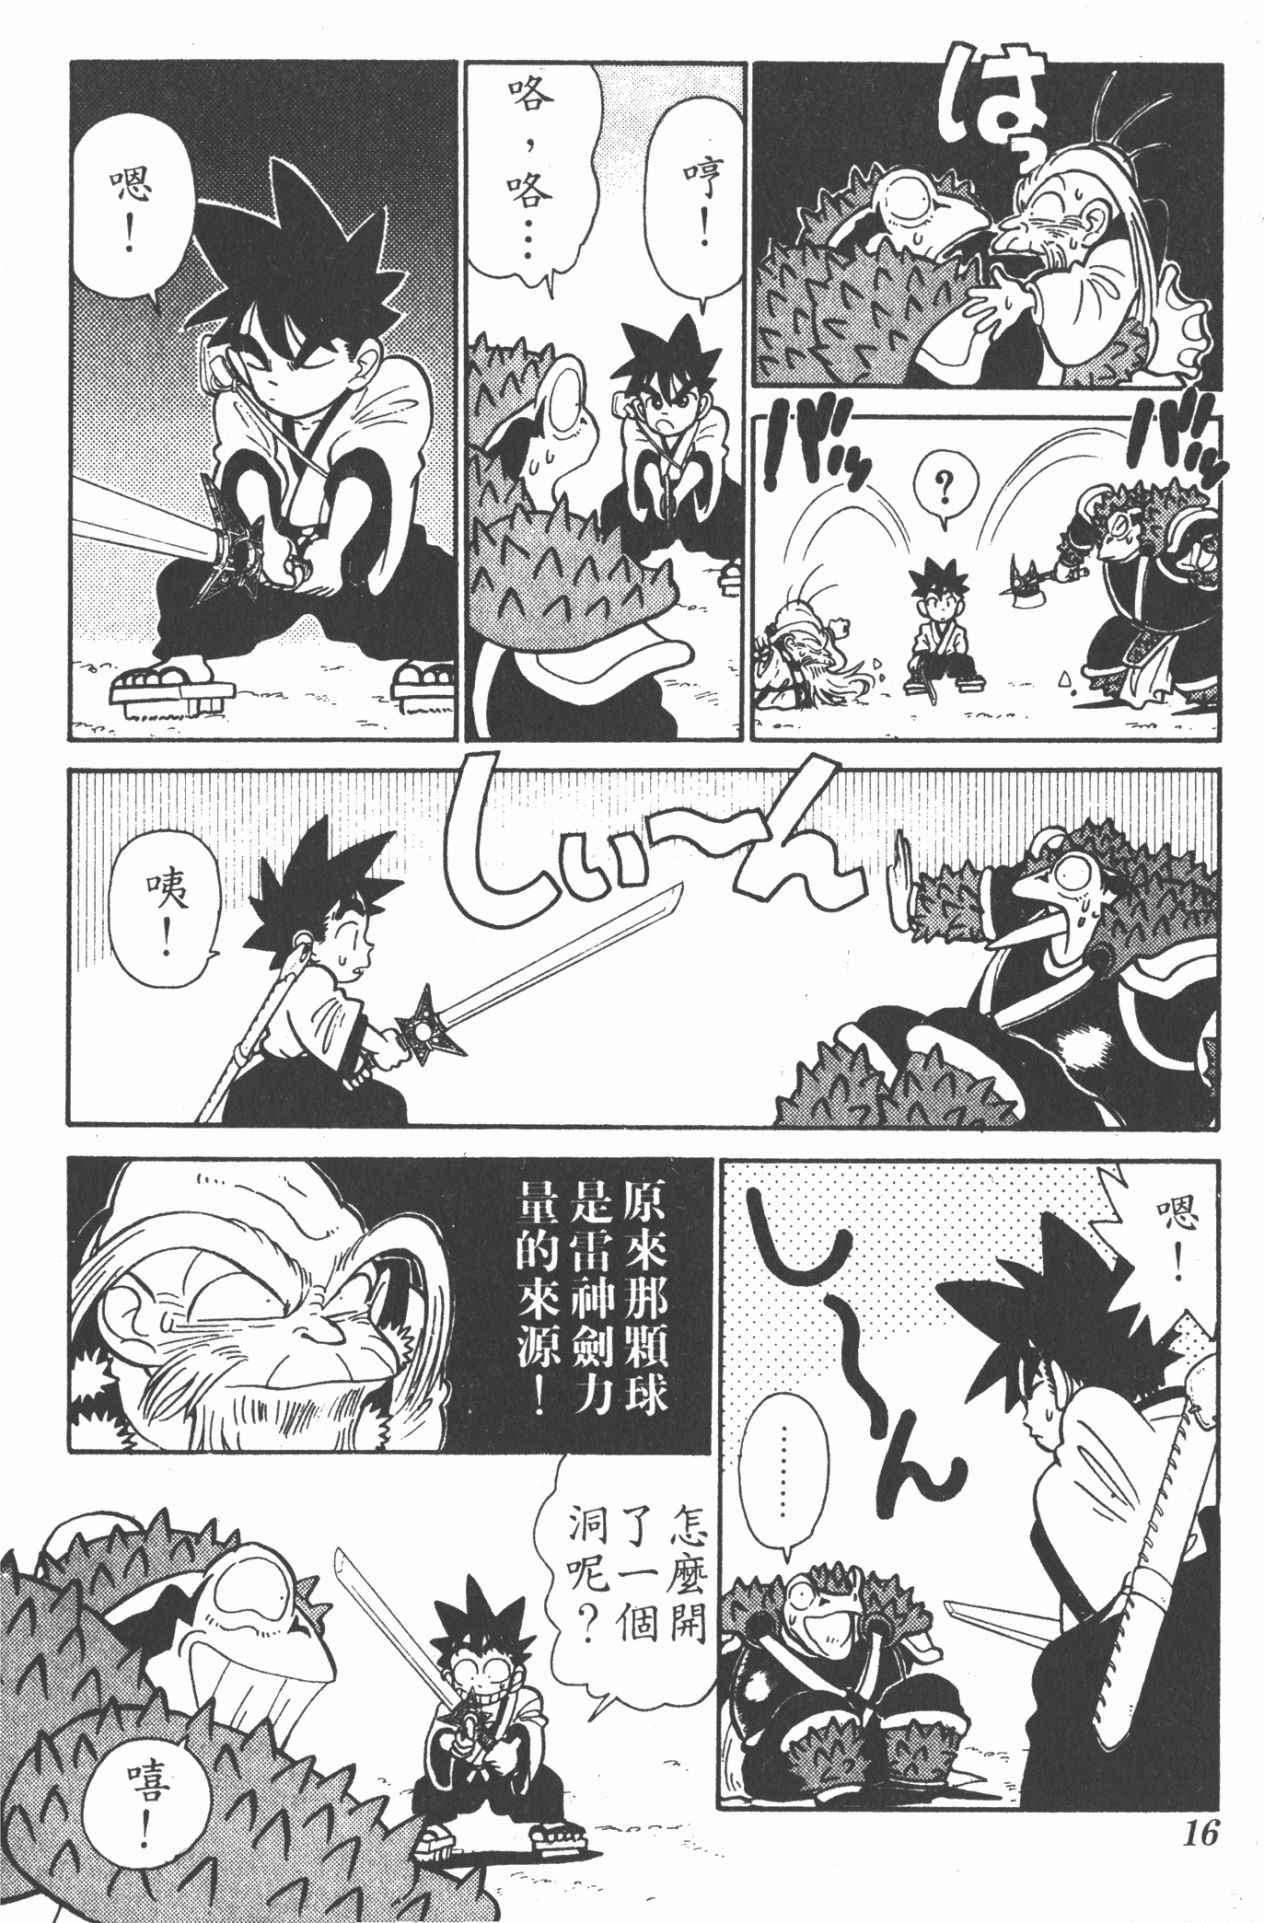 はっ
バッ
バッ
？
哼！
咯，咯…
嗯！
しぃ～ん
咦！
嗯！
し～ん
……
原來那顆球
是雷神劍力
量的來源！
怎麼開
了一個
洞呢？
嘻！
16